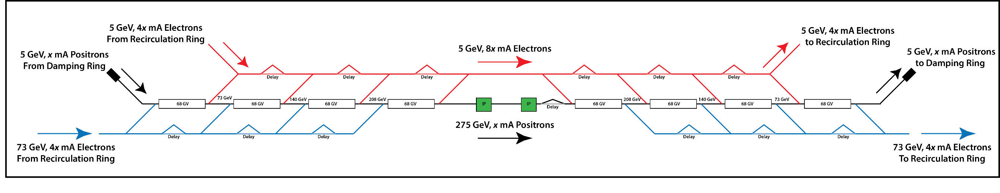 5 GeV, 4x mA Electrons
From Recirculation Ring
5 GeV, x mA Positrons
From Damping Ring
5 GeV, 8x mA Electrons
5 GeV, 4x mA Electrons
to Recirculation Ring
5 GeV, x mA Positrons
to Damping Ring
Delay
Delay
Delay
Delay
Delay
Delay
68 GV
73 GeV
68 GV
140 GeV
68 GV
208 GeV
68 GV
IP
IP
Delay
68 GV
208 GeV
68 GV
140 GeV
68 GV
73 GeV
68 GV
275 GeV, x mA Positrons
Delay
Delay
Delay
Delay
Delay
Delay
73 GeV, 4x mA Electrons
From Recirculation Ring
73 GeV, 4x mA Electrons
To Recirculation Ring